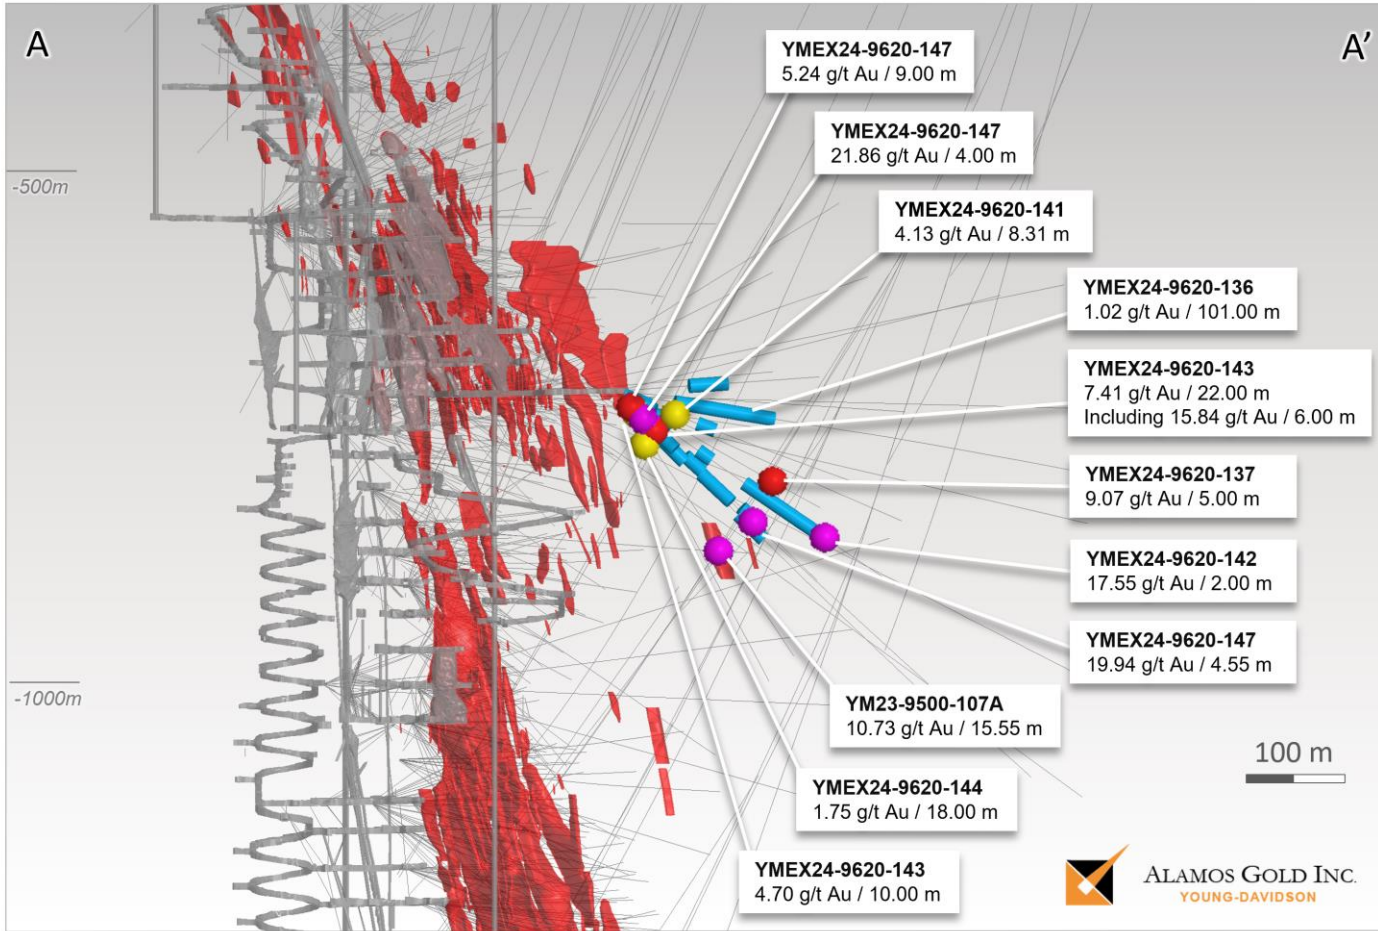 A
A'
YMEX24-9620-147
5.24 g/t Au / 9.00 m
YMEX24-9620-147
21.86 g/t Au / 4.00 m
-500m
YMEX24-9620-141
4.13 g/t Au / 8.31 m
YMEX24-9620-136
1.02 g/t Au / 101.00 m
YMEX24-9620-143
7.41 g/t Au / 22.00 m
Including 15.84 g/t Au / 6.00 m
YMEX24-9620-137
9.07 g/t Au / 5.00 m
YMEX24-9620-142
17.55 g/t Au / 2.00 m
YMEX24-9620-147
19.94 g/t Au / 4.55 m
-1000m
YM23-9500-107A
10.73 g/t Au / 15.55 m
100 m
YMEX24-9620-144
1.75 g/t Au / 18.00 m
YMEX24-9620-143
4.70 g/t Au / 10.00 m
ALAMOS GOLD INC.
YOUNG-DAVIDSON